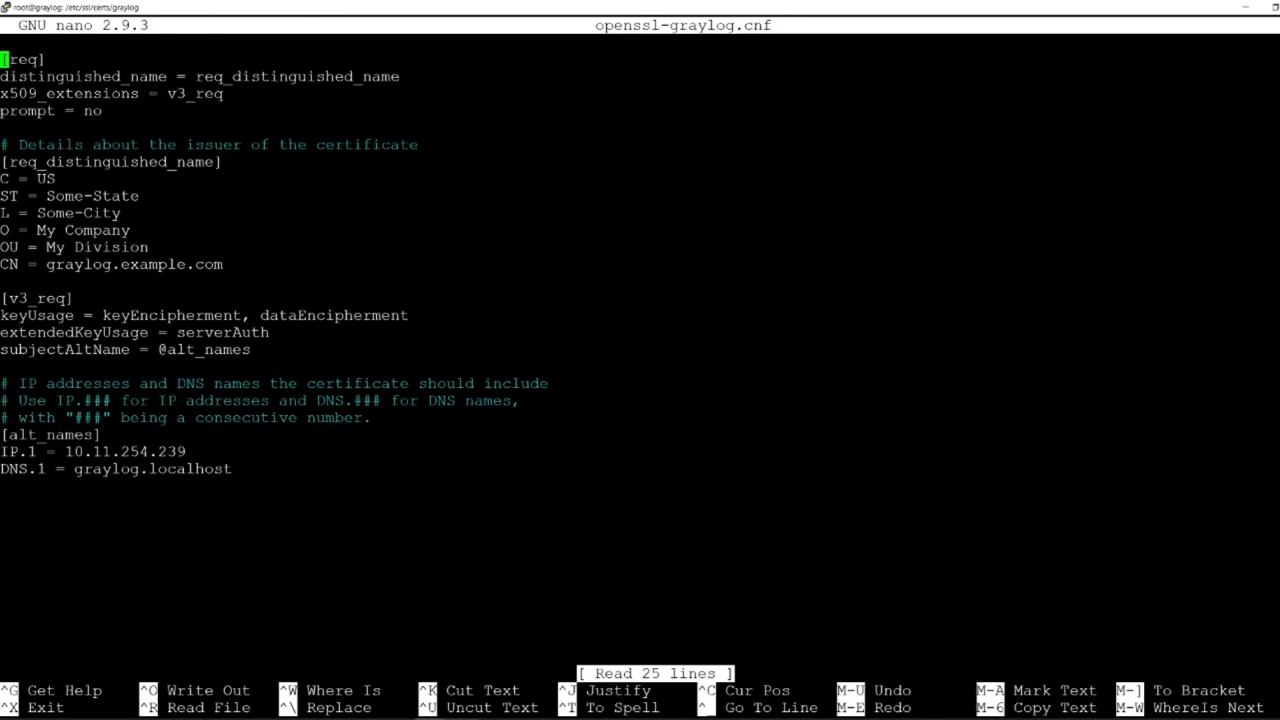 root@graylog: /etc/ssl/certs/graylog
GNU nano 2.9.3 openssl-graylog.cnf
[req]
distinguished_name = req_distinguished_name
x509_extensions = v3_req
prompt = no
# Details about the issuer of the certificate
[req_distinguished_name]
C = US
ST = Some-State
L = Some-City
O = My Company
OU = My Division
CN = graylog.example.com
[v3_req]
keyUsage = keyEncipherment, dataEncipherment
extendedKeyUsage = serverAuth
subjectAltName = @alt_names
# IP addresses and DNS names the certificate should include
# Use IP.### for IP addresses and DNS.### for DNS names,
# with "###" being a consecutive number.
[alt_names]
IP.1 = 10.11.254.239
DNS.1 = graylog.localhost
[ Read 25 lines ]
^G Get Help ^O Write Out ^W Where Is ^K Cut Text ^J Justify ^C Cur Pos M-U Undo M-A Mark Text M-] To Bracket
^X Exit ^R Read File ^\ Replace ^U Uncut Text ^T To Spell ^_ Go To Line M-E Redo M-6 Copy Text M-W WhereIs Next